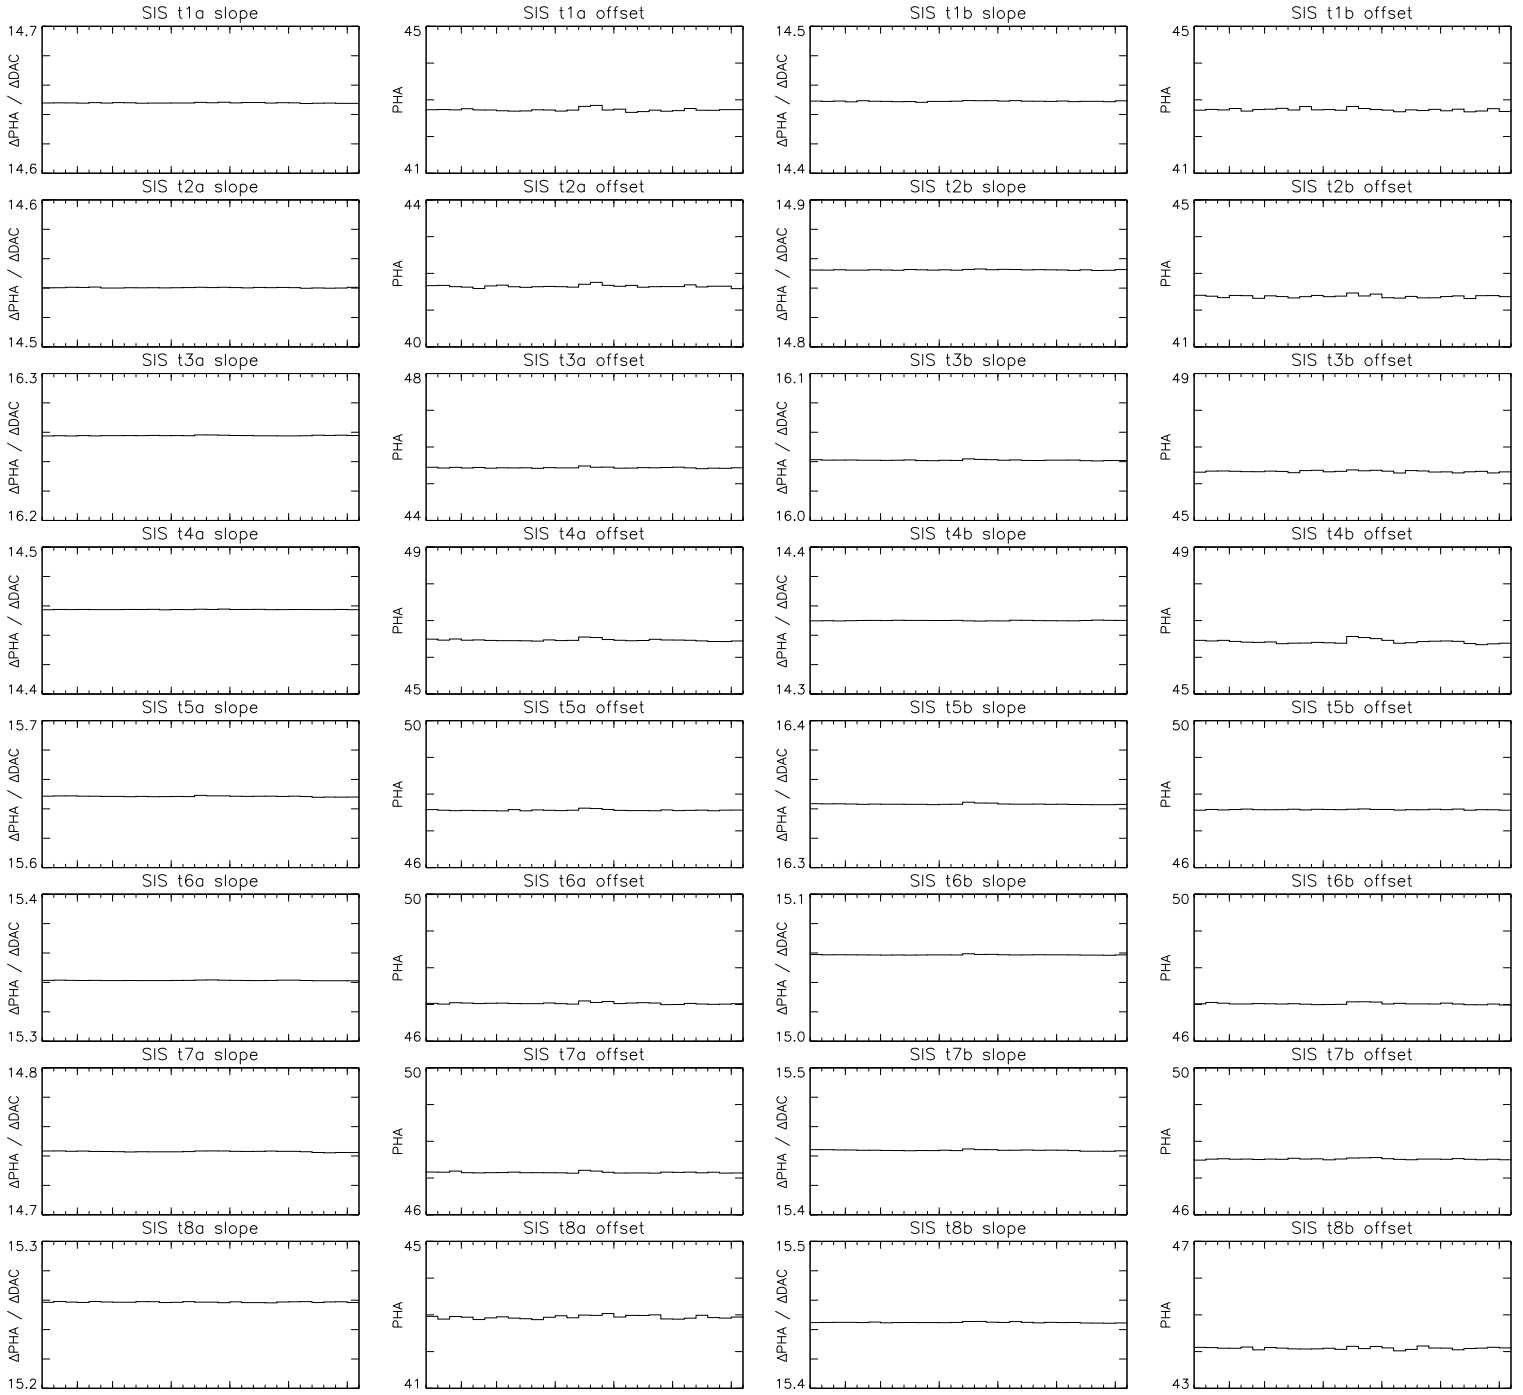 SIS t1a slope SIS t1a offset SIS t1b slope SIS t1b offset
14.7 45 14.5 45
ΔPHA / ΔDAC PHA ΔPHA / ΔDAC PHA
14.6 41 14.4 41
SIS t2a slope SIS t2a offset SIS t2b slope SIS t2b offset
14.6 44 14.9 45
ΔPHA / ΔDAC PHA ΔPHA / ΔDAC PHA
14.5 40 14.8 41
SIS t3a slope SIS t3a offset SIS t3b slope SIS t3b offset
16.3 48 16.1 49
ΔPHA / ΔDAC PHA ΔPHA / ΔDAC PHA
16.2 44 16.0 45
SIS t4a slope SIS t4a offset SIS t4b slope SIS t4b offset
14.5 49 14.4 49
ΔPHA / ΔDAC PHA ΔPHA / ΔDAC PHA
14.4 45 14.3 45
SIS t5a slope SIS t5a offset SIS t5b slope SIS t5b offset
15.7 50 16.4 50
ΔPHA / ΔDAC PHA ΔPHA / ΔDAC PHA
15.6 46 16.3 46
SIS t6a slope SIS t6a offset SIS t6b slope SIS t6b offset
15.4 50 15.1 50
ΔPHA / ΔDAC PHA ΔPHA / ΔDAC PHA
15.3 46 15.0 46
SIS t7a slope SIS t7a offset SIS t7b slope SIS t7b offset
14.8 50 15.5 50
ΔPHA / ΔDAC PHA ΔPHA / ΔDAC PHA
14.7 46 15.4 46
SIS t8a slope SIS t8a offset SIS t8b slope SIS t8b offset
15.3 45 15.5 47
ΔPHA / ΔDAC PHA ΔPHA / ΔDAC PHA
15.2 41 15.4 43